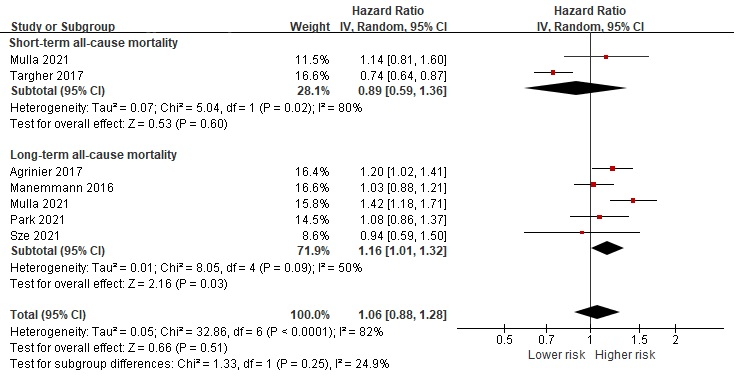 Hazard Ratio Hazard Ratio
Study or Subgroup Weight IV, Random, 95% CI IV, Random, 95% CI
Short-term all-cause mortality
Mulla 2021 11.5% 1.14 [0.81, 1.60]
Targher 2017 16.6% 0.74 [0.64, 0.87]
Subtotal (95% CI) 28.1% 0.89 [0.59, 1.36]
Heterogeneity: Tau² = 0.07; Chi² = 5.04, df = 1 (P = 0.02); I² = 80%
Test for overall effect: Z = 0.53 (P = 0.60)
Long-term all-cause mortality
Agrinier 2017 16.4% 1.20 [1.02, 1.41]
Manemmann 2016 16.6% 1.03 [0.88, 1.21]
Mulla 2021 15.8% 1.42 [1.18, 1.71]
Park 2021 14.5% 1.08 [0.86, 1.37]
Sze 2021 8.6% 0.94 [0.59, 1.50]
Subtotal (95% CI) 71.9% 1.16 [1.01, 1.32]
Heterogeneity: Tau² = 0.01; Chi² = 8.05, df = 4 (P = 0.09); I² = 50%
Test for overall effect: Z = 2.16 (P = 0.03)
Total (95% CI) 100.0% 1.06 [0.88, 1.28]
Heterogeneity: Tau² = 0.05; Chi² = 32.86, df = 6 (P < 0.0001); I² = 82%
Test for overall effect: Z = 0.66 (P = 0.51)
Test for subgroup differences: Chi² = 1.33, df = 1 (P = 0.25), I² = 24.9%
0.5 0.7 1 1.5 2
Lower risk Higher risk